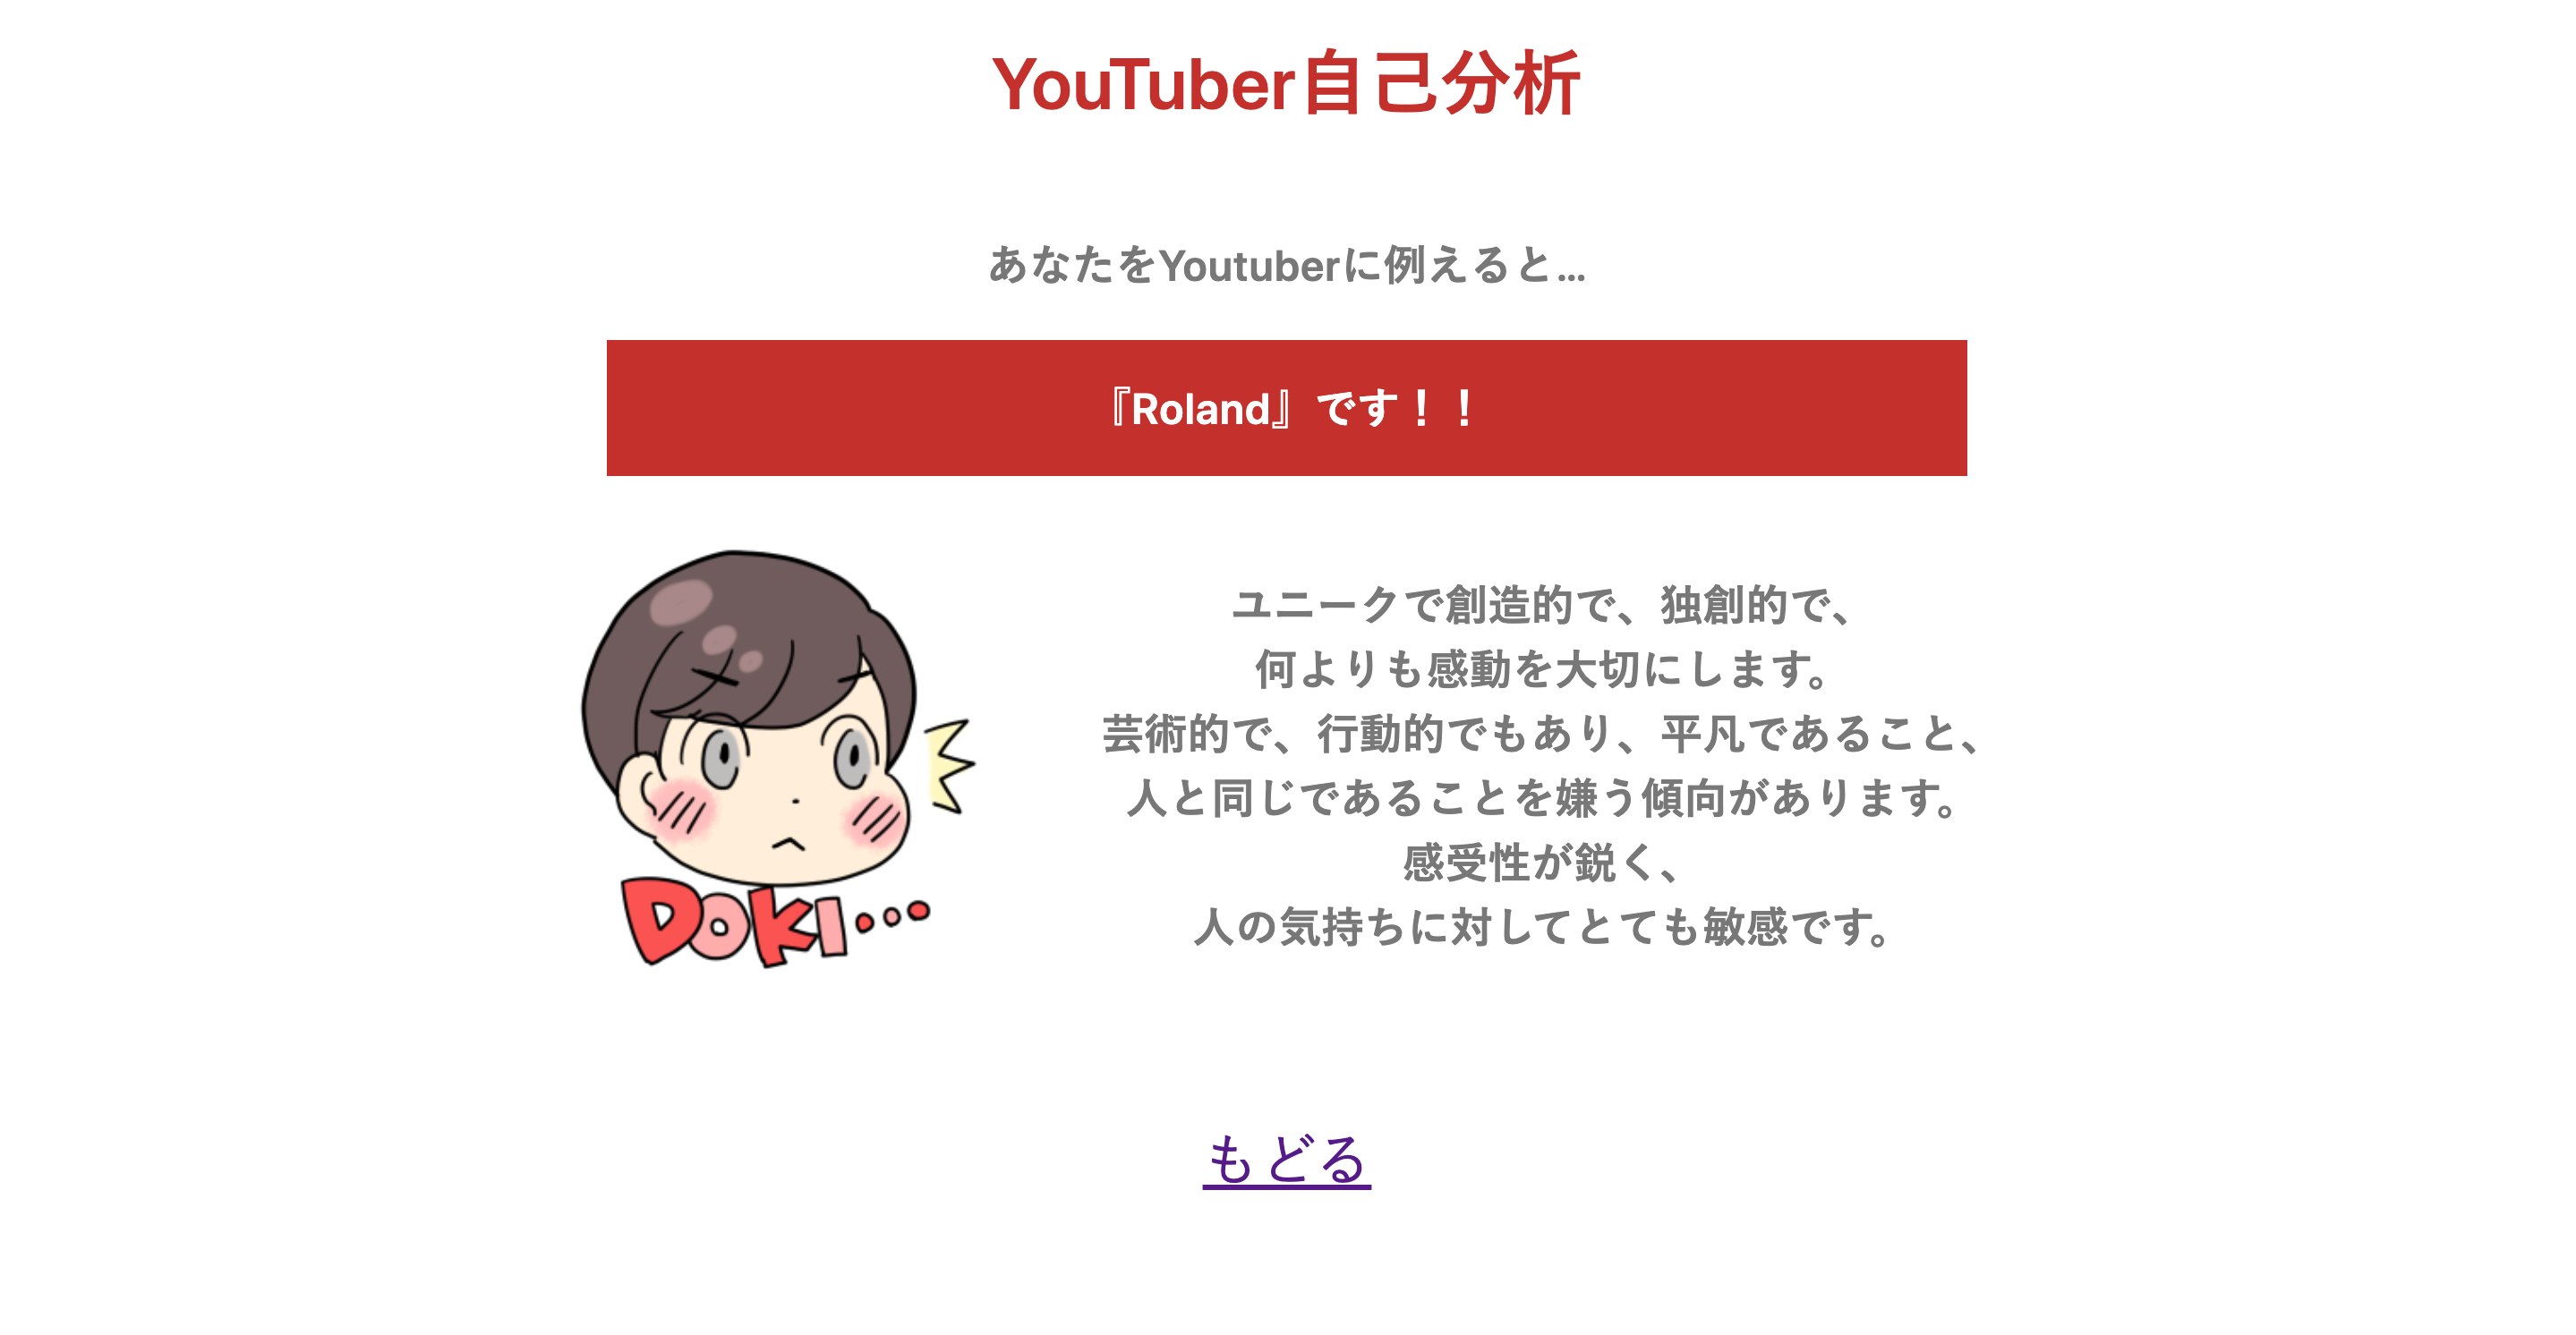 YouTuber自己分析
あなたをYoutuberに例えると...
『Roland』です！！
ユニークで創造的で、独創的で、
何よりも感動を大切にします。
芸術的で、行動的でもあり、平凡であること、
人と同じであることを嫌う傾向があります。
感受性が鋭く、
人の気持ちに対してとても敏感です。
DOKI...
もどる